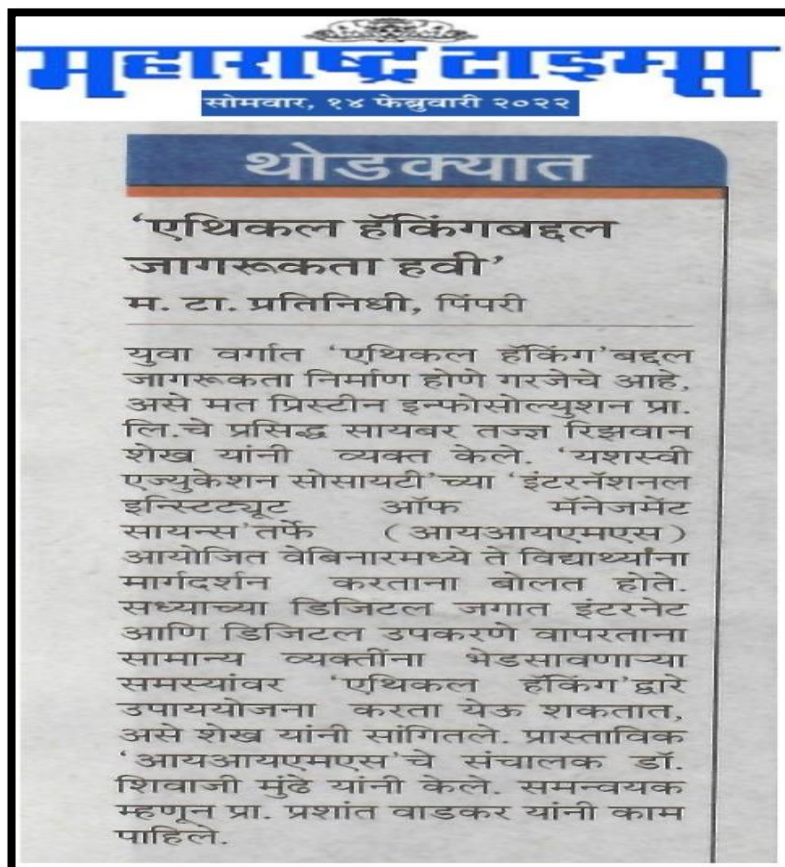 महाराष्ट्र टाइम्स
सोमवार, १४ फेब्रुवारी २०२२
थोडक्यात
‘एथिकल हॅकिंगबद्दल
जागरूकता हवी’
म. टा. प्रतिनिधी, पिंपरी
युवा वर्गात ‘एथिकल हॅकिंग’बद्दल
जागरूकता निर्माण होणे गरजेचे आहे,
असे मत प्रिस्टीन इन्फोसोल्युशन प्रा.
लि.चे प्रसिद्ध सायबर तज्ज्ञ रिझवान
शेख यांनी व्यक्त केले. ‘यशस्वी
एज्युकेशन सोसायटी’च्या ‘इंटरनॅशनल
इन्स्टिट्यूट ऑफ मॅनेजमेंट
सायन्स’तर्फे (आयआयएमएस)
आयोजित वेबिनारमध्ये ते विद्यार्थ्यांना
मार्गदर्शन करताना बोलत होते.
सध्याच्या डिजिटल जगात इंटरनेट
आणि डिजिटल उपकरणे वापरताना
सामान्य व्यक्तींना भेडसावणाऱ्या
समस्यांवर ‘एथिकल हॅकिंग’द्वारे
उपाययोजना करता येऊ शकतात,
असे शेख यांनी सांगितले. प्रास्ताविक
‘आयआयएमएस’चे संचालक डॉ.
शिवाजी मुंढे यांनी केले. समन्वयक
म्हणून प्रा. प्रशांत वाडकर यांनी काम
पाहिले.